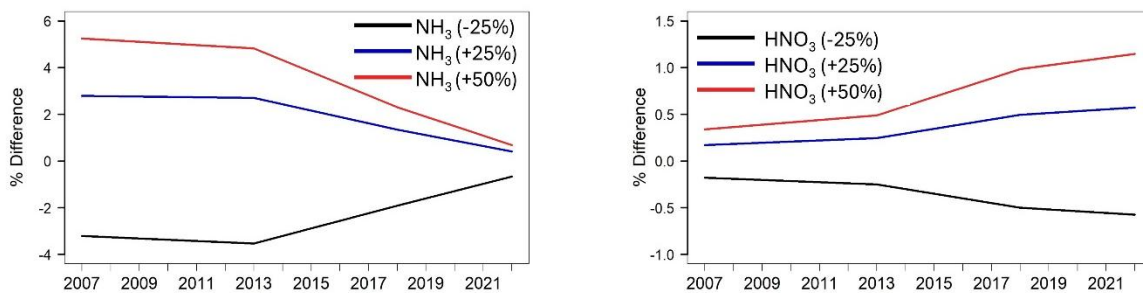 % Difference
6
4
2
0
-2
-4
NH₃ (-25%)
NH₃ (+25%)
NH₃ (+50%)
2007 2009 2011 2013 2015 2017 2019 2021
% Difference
1.5
1.0
0.5
0.0
-0.5
-1.0
HNO₃ (-25%)
HNO₃ (+25%)
HNO₃ (+50%)
2007 2009 2011 2013 2015 2017 2019 2021